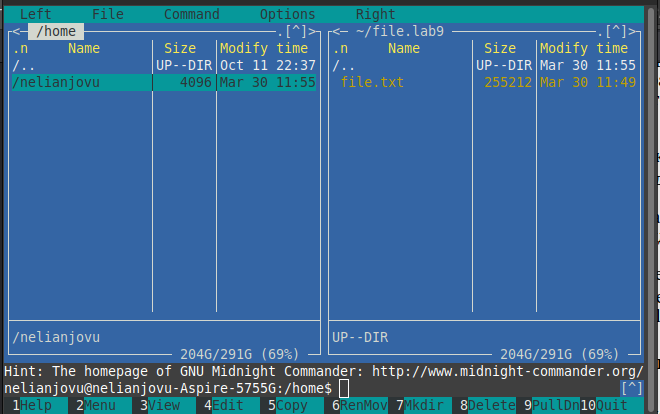 Left File Command Options Right
<─ /home .[^]> <─ ~/file.lab9 .[^]>
.n Name Size Modify time .n Name Size Modify time
/.. UP--DIR Oct 11 22:37 /.. UP--DIR Mar 30 11:55
/nelianjovu 4096 Mar 30 11:55 file.txt 255212 Mar 30 11:49
/nelianjovu UP--DIR
204G/291G (69%) 204G/291G (69%)
Hint: The homepage of GNU Midnight Commander: http://www.midnight-commander.org/
nelianjovu@nelianjovu-Aspire-5755G:/home$ [^]
1Help 2Menu 3View 4Edit 5Copy 6RenMov 7Mkdir 8Delete 9PullDn 10Quit